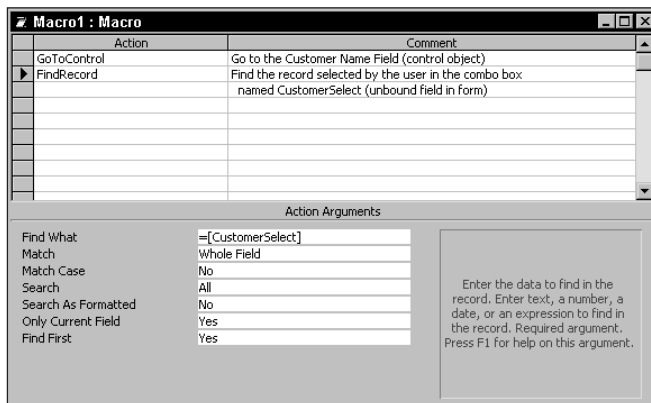 Macro1 : Macro
Action Comment
GoToControl Go to the Customer Name Field (control object)
FindRecord Find the record selected by the user in the combo box
named CustomerSelect (unbound field in form)
Action Arguments
Find What =[CustomerSelect]
Match Whole Field
Match Case No
Search All
Search As Formatted No
Only Current Field Yes
Find First Yes
Enter the data to find in the
record. Enter text, a number, a
date, or an expression to find in
the record. Required argument.
Press F1 for help on this argument.